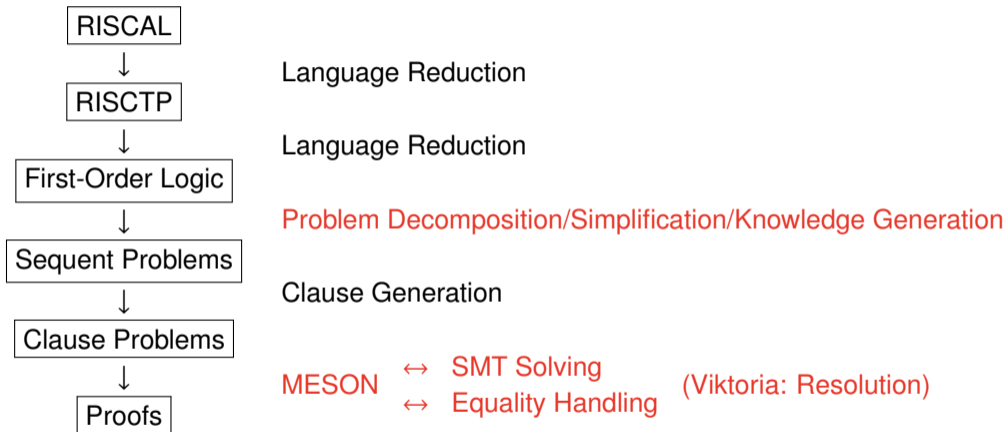 RISCAL
↓
Language Reduction
RISCTP
↓
Language Reduction
First-Order Logic
↓
Problem Decomposition/Simplification/Knowledge Generation
Sequent Problems
↓
Clause Generation
Clause Problems
↓
MESON ↔ SMT Solving
↔ Equality Handling (Viktoria: Resolution)
Proofs